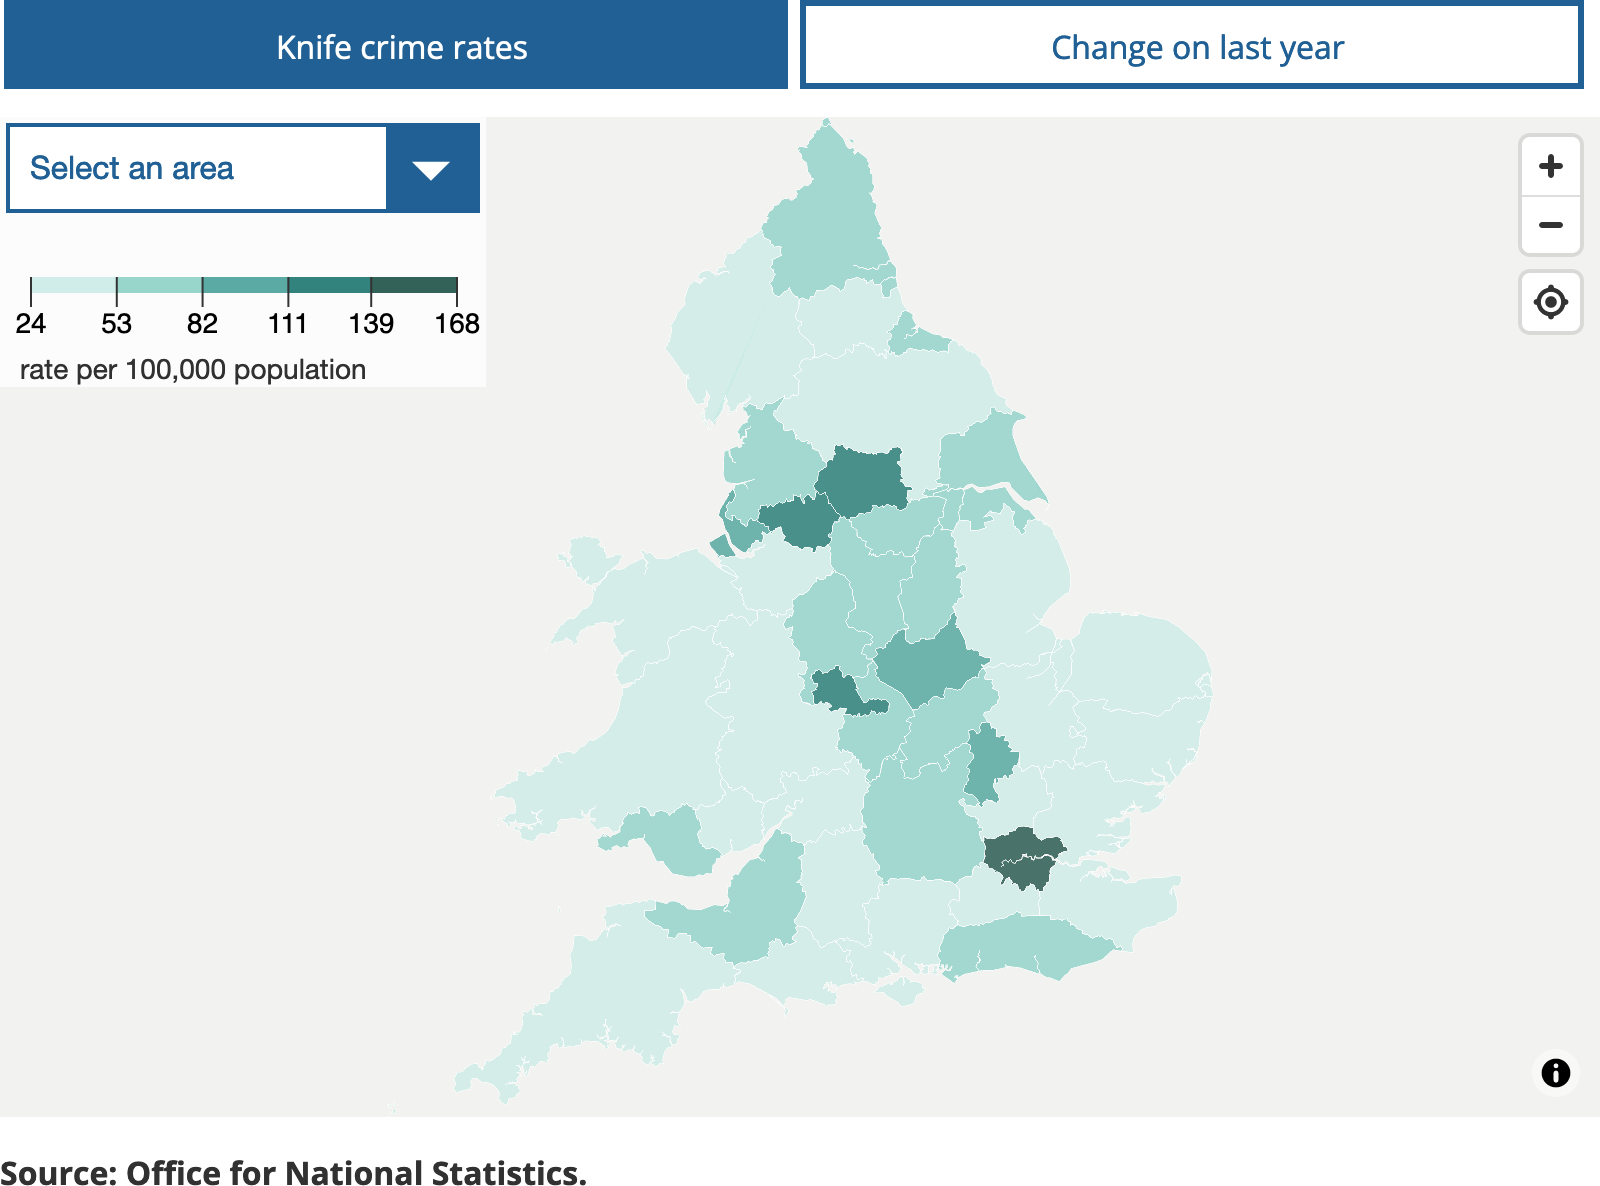 Knife crime rates
Change on last year
Select an area
24 53 82 111 139 168
rate per 100,000 population
Source: Office for National Statistics.